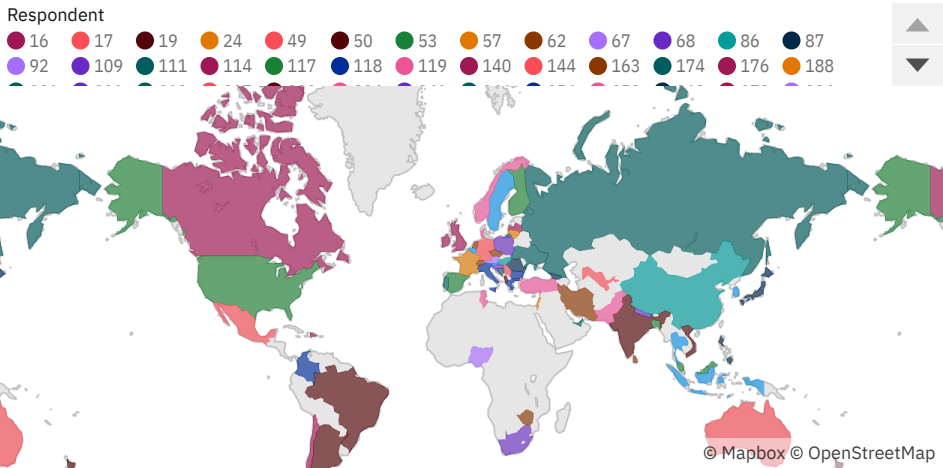 Respondent
16 17 19 24 49 50 53 57 62 67 68 86 87
92 109 111 114 117 118 119 140 144 163 174 176 188
© Mapbox © OpenStreetMap